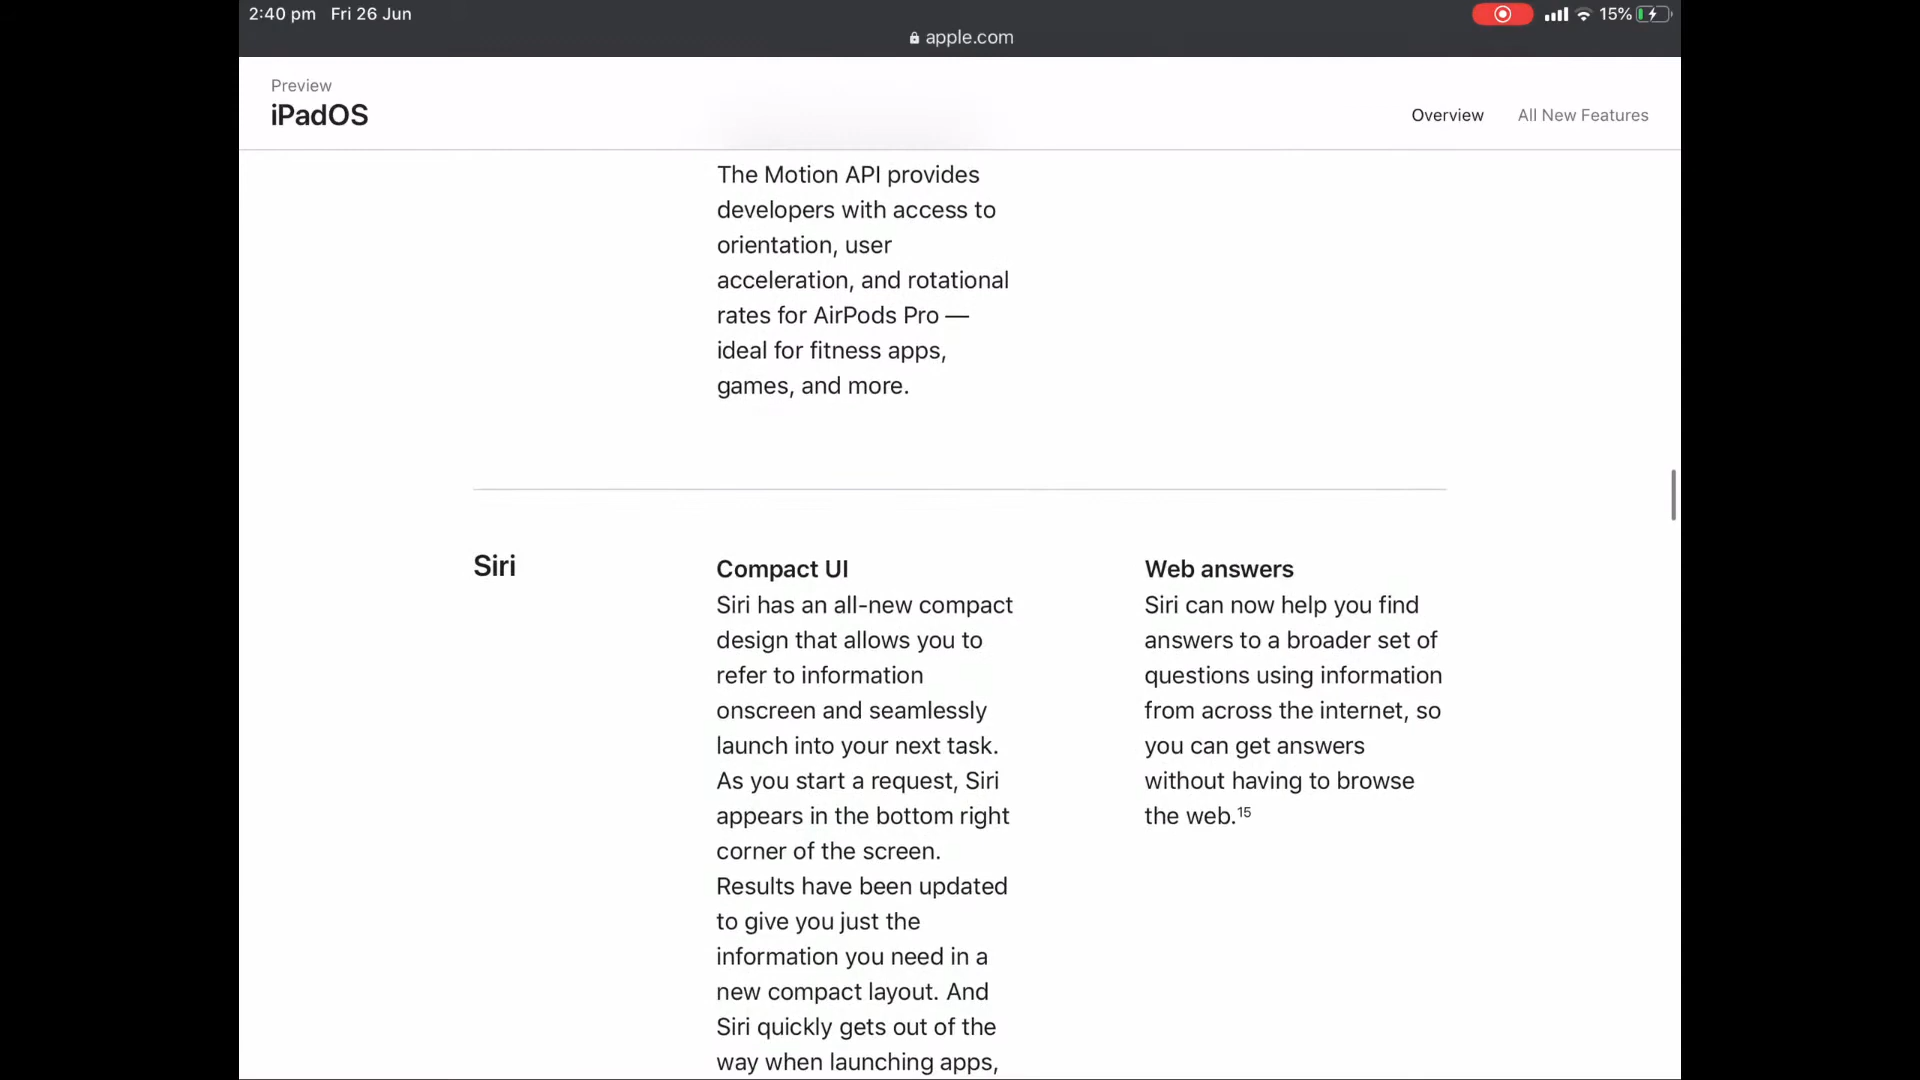 2:40 pm Fri 26 Jun
15%
apple.com
Preview
iPadOS
Overview
All New Features
The Motion API provides
developers with access to
orientation, user
acceleration, and rotational
rates for AirPods Pro —
ideal for fitness apps,
games, and more.
Siri
Compact UI
Siri has an all-new compact
design that allows you to
refer to information
onscreen and seamlessly
launch into your next task.
As you start a request, Siri
appears in the bottom right
corner of the screen.
Results have been updated
to give you just the
information you need in a
new compact layout. And
Siri quickly gets out of the
way when launching apps,
Web answers
Siri can now help you find
answers to a broader set of
questions using information
from across the internet, so
you can get answers
without having to browse
the web.¹⁵